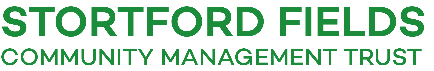 STORTFORD FIELDS
COMMUNITY MANAGEMENT TRUST